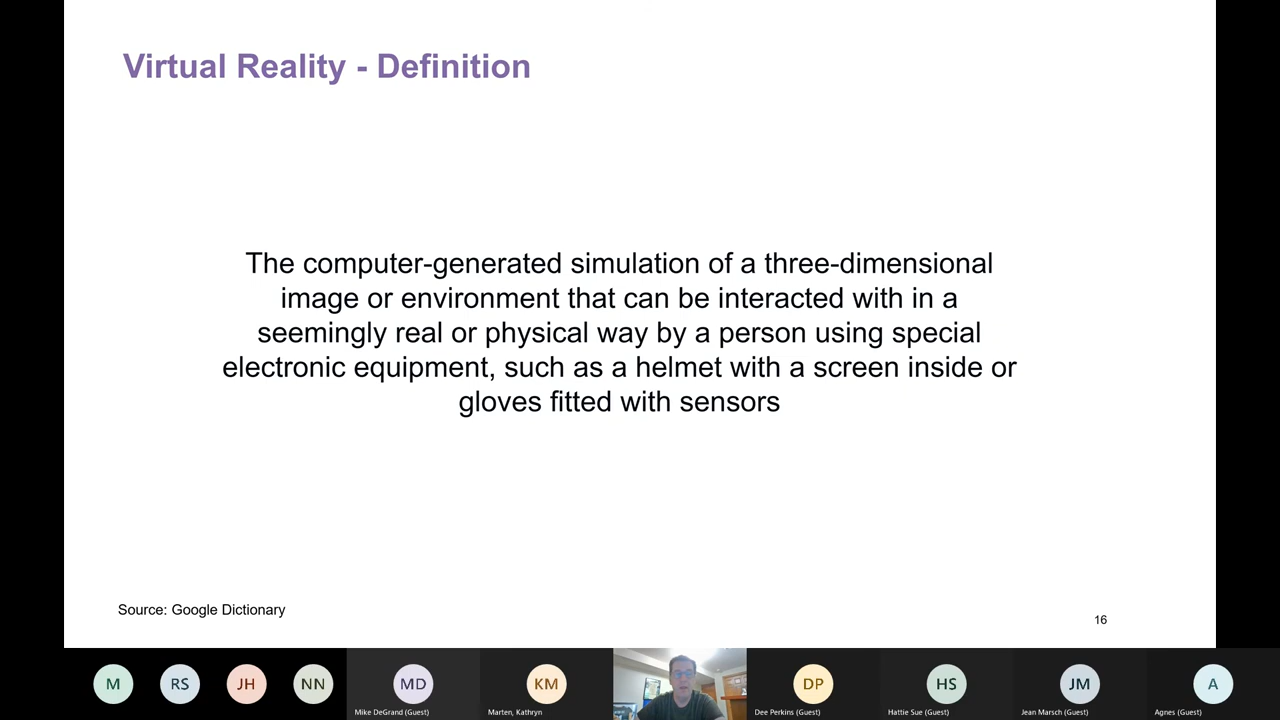 Virtual Reality - Definition
The computer-generated simulation of a three-dimensional
image or environment that can be interacted with in a
seemingly real or physical way by a person using special
electronic equipment, such as a helmet with a screen inside or
gloves fitted with sensors
Source: Google Dictionary
16
M
RS
JH
NN
MD
KM
DP
HS
JM
A
Mike DeGrand (Guest)
Marten, Kathryn
Dee Perkins (Guest)
Hattie Sue (Guest)
Jean Marsch (Guest)
Agnes (Guest)